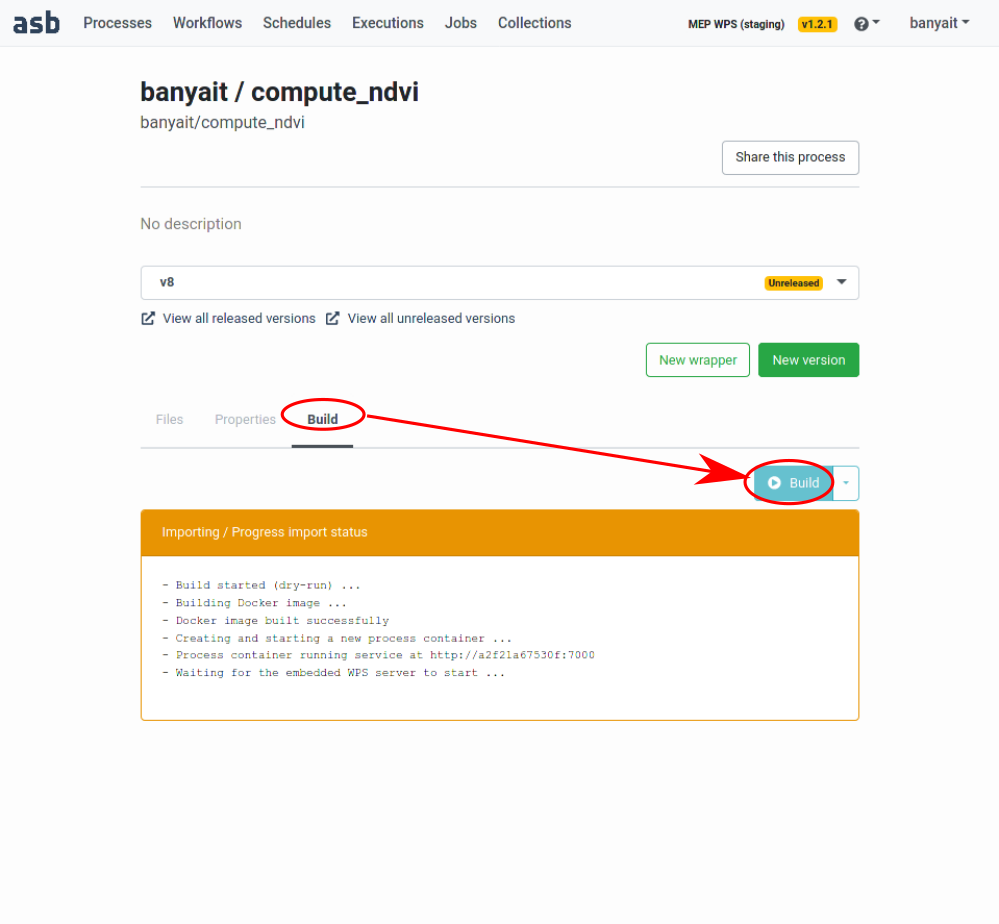 asb Processes Workflows Schedules Executions Jobs Collections MEP WPS (staging) v1.2.1 banyait
banyait / compute_ndvi
banyait/compute_ndvi
Share this process
No description
v8 Unreleased
View all released versions View all unreleased versions
New wrapper New version
Files Properties Build
Build
Importing / Progress import status
- Build started (dry-run) ...
- Building Docker image ...
- Docker image built successfully
- Creating and starting a new process container ...
- Process container running service at http://a2f21a67530f:7000
- Waiting for the embedded WPS server to start ...